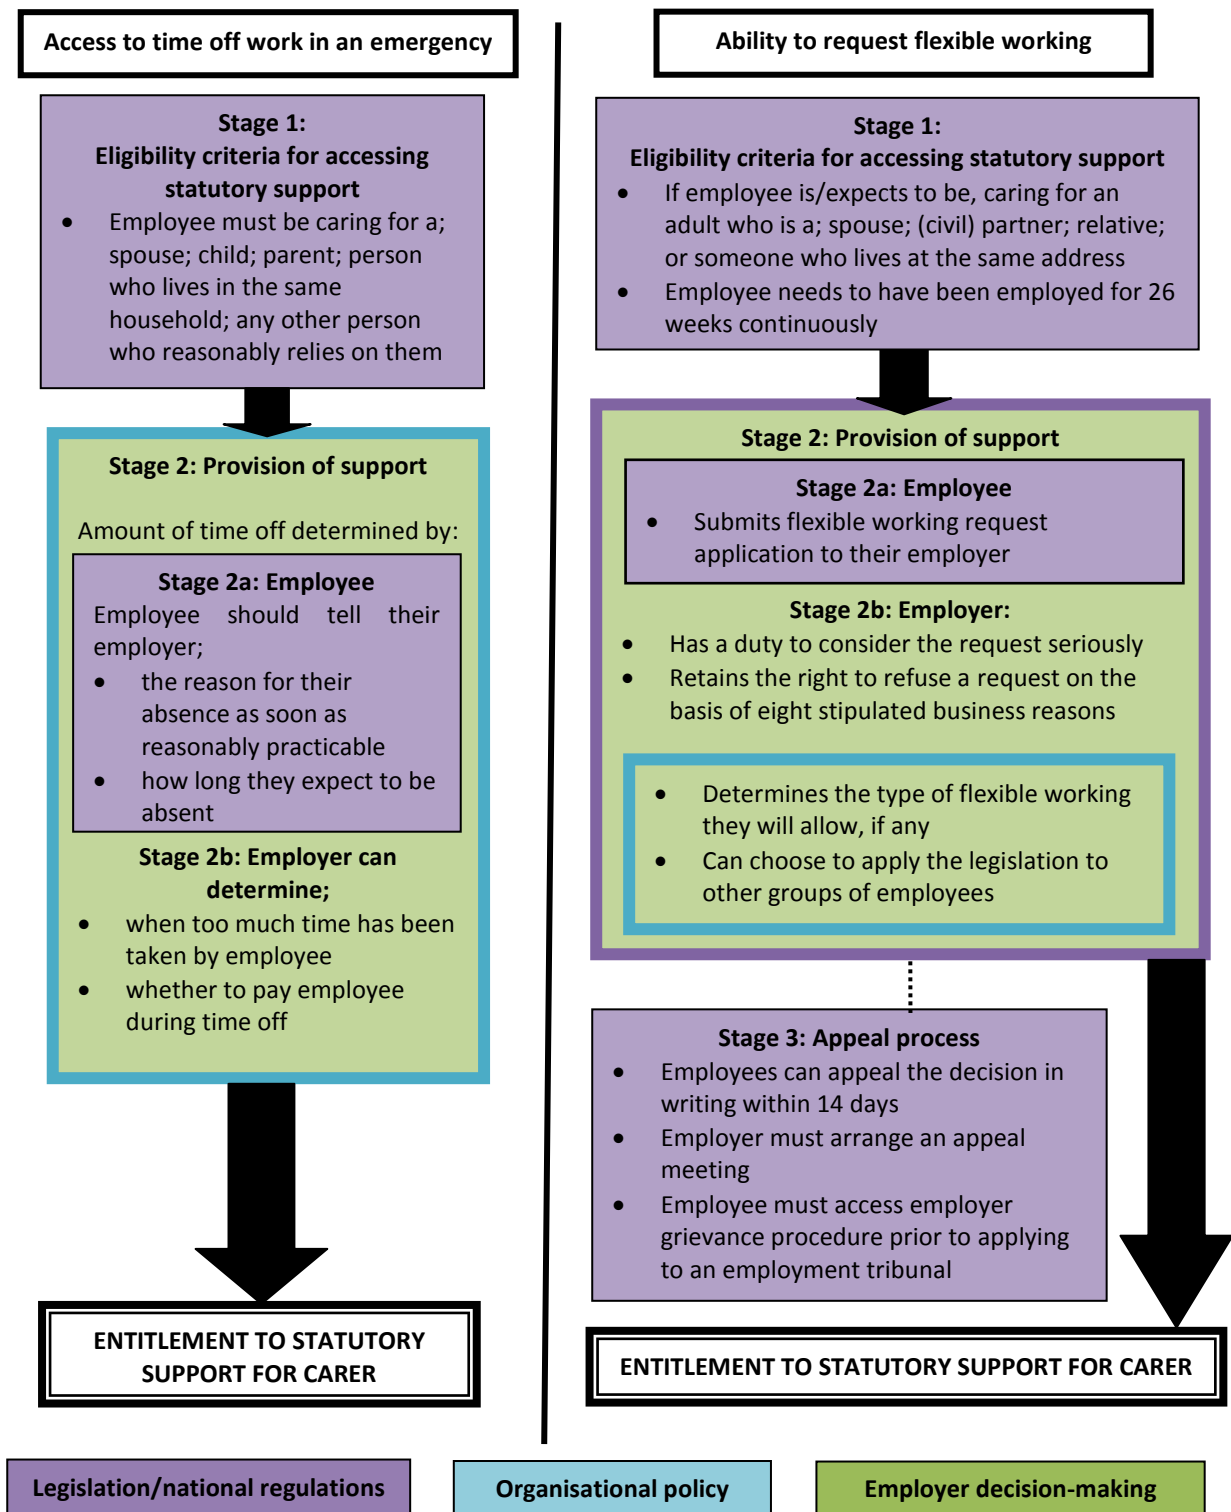 Access to time off work in an emergency
Stage 1:
Eligibility criteria for accessing
statutory support
• Employee must be caring for a;
spouse; child; parent; person
who lives in the same
household; any other person
who reasonably relies on them
Stage 2: Provision of support
Amount of time off determined by:
Stage 2a: Employee
Employee should tell their
employer;
• the reason for their
absence as soon as
reasonably practicable
• how long they expect to be
absent
Stage 2b: Employer can
determine;
• when too much time has been
taken by employee
• whether to pay employee
during time off
ENTITLEMENT TO STATUTORY
SUPPORT FOR CARER
Ability to request flexible working
Stage 1:
Eligibility criteria for accessing statutory support
• If employee is/expects to be, caring for an
adult who is a; spouse; (civil) partner; relative;
or someone who lives at the same address
• Employee needs to have been employed for 26
weeks continuously
Stage 2: Provision of support
Stage 2a: Employee
• Submits flexible working request
application to their employer
Stage 2b: Employer:
• Has a duty to consider the request seriously
• Retains the right to refuse a request on the
basis of eight stipulated business reasons
• Determines the type of flexible working
they will allow, if any
• Can choose to apply the legislation to
other groups of employees
Stage 3: Appeal process
• Employees can appeal the decision in
writing within 14 days
• Employer must arrange an appeal
meeting
• Employee must access employer
grievance procedure prior to applying
to an employment tribunal
ENTITLEMENT TO STATUTORY SUPPORT FOR CARER
Legislation/national regulations
Organisational policy
Employer decision-making